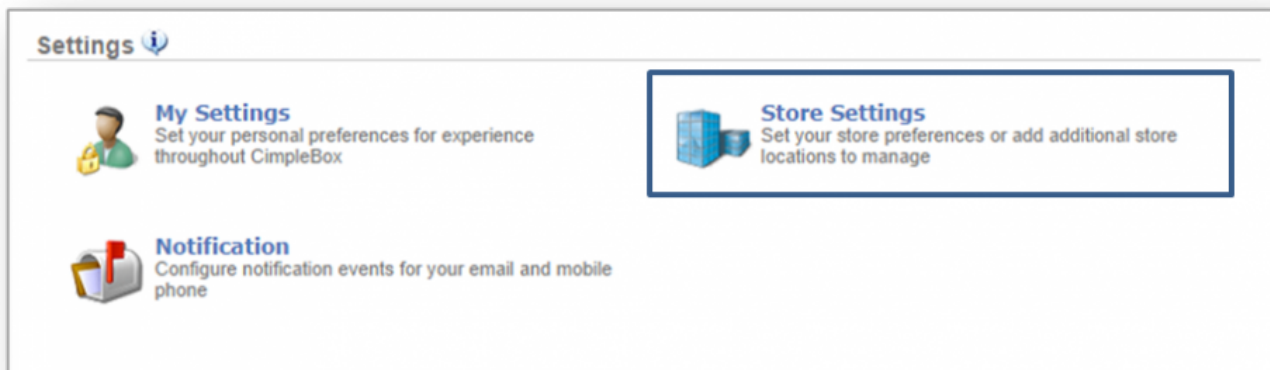 Settings
My Settings
Set your personal preferences for experience
throughout CimpleBox
Store Settings
Set your store preferences or add additional store
locations to manage
Notification
Configure notification events for your email and mobile
phone